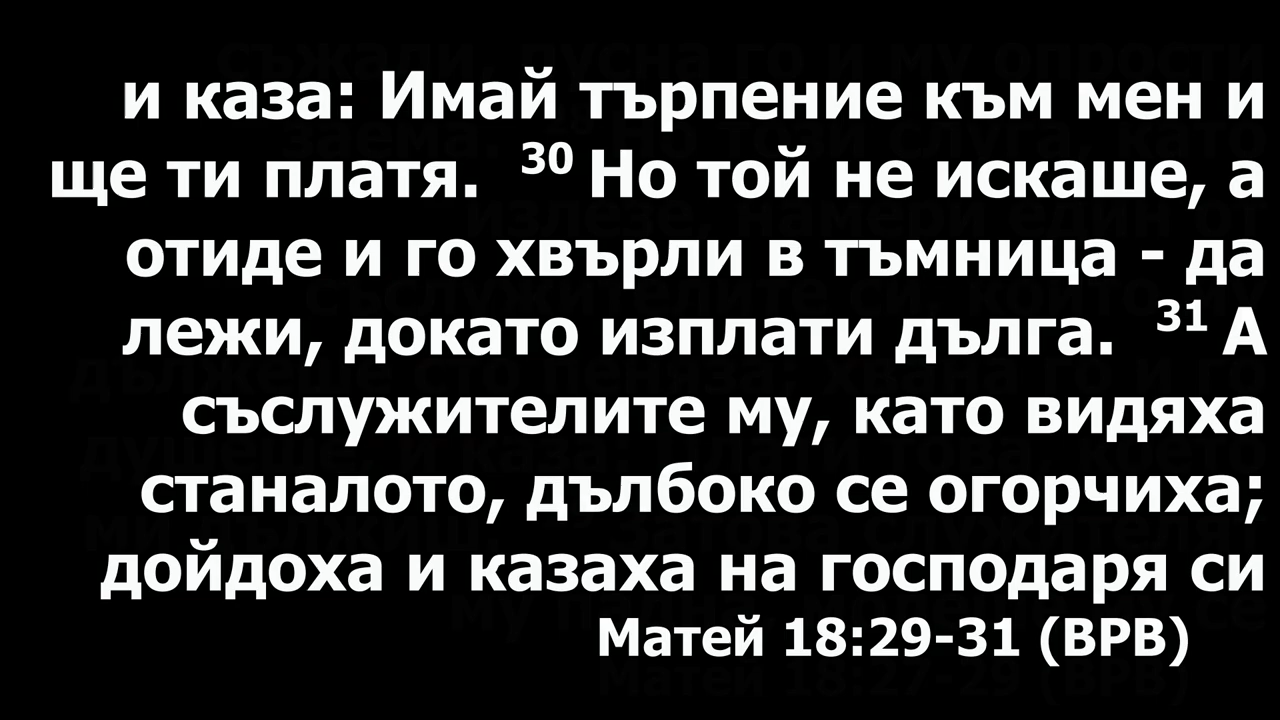 и каза: Имай търпение към мен и
ще ти платя. 30 Но той не искаше, а
отиде и го хвърли в тъмница - да
лежи, докато изплати дълга. 31 А
съслужителите му, като видяха
станалото, дълбоко се огорчиха;
дойдоха и казаха на господаря си
Матей 18:29-31 (ВРВ)